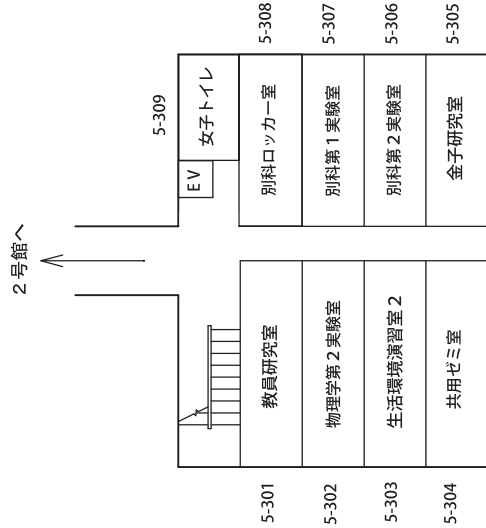 2号館へ
5-309
女子トイレ
EV
5-301
教員研究室
別科ロッカー室
5-308
5-302
物理学第2実験室
別科第1実験室
5-307
5-303
生活環境演習室2
別科第2実験室
5-306
5-304
共用ゼミ室
金子研究室
5-305